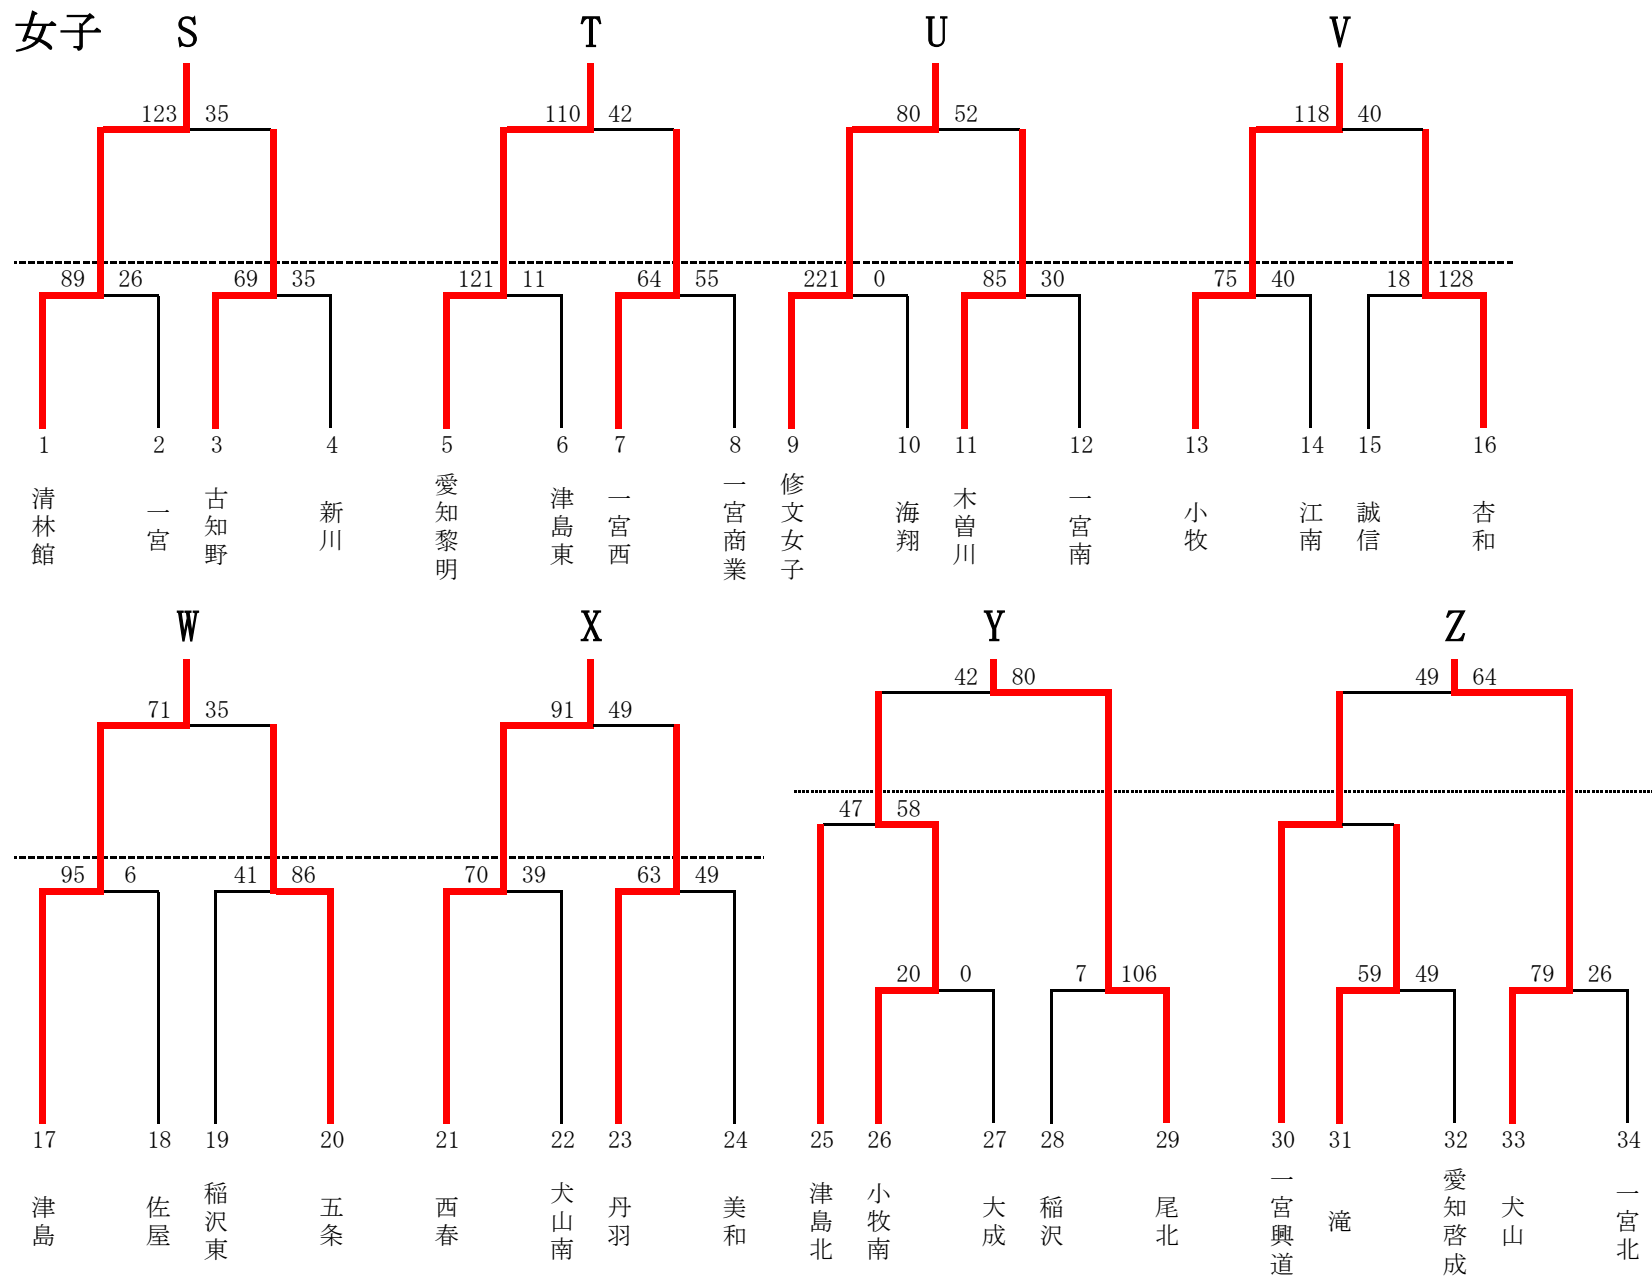 女子 S T U V
123 35 110 42 80 52 118 40
89 26 69 35 121 11 64 55 221 0 85 30 75 40 18 128
1 2 3 4 5 6 7 8 9 10 11 12 13 14 15 16
清林館
一宮
古知野
新川
愛知黎明
津島東
一宮西
一宮商業
修文女子
海翔
木曽川
一宮南
小牧
江南
誠信
杏和
W X Y Z
42 80 49 64
71 35 91 49
47 58
95 6 41 86 70 39 63 49
20 0 7 106 59 49 79 26
17 18 19 20 21 22 23 24 25 26 27 28 29 30 31 32 33 34
津島
佐屋
稲沢東
五条
西春
犬山南
丹羽
美和
津島北
小牧南
大成
稲沢
尾北
一宮興道
滝
愛知啓成
犬山
一宮北